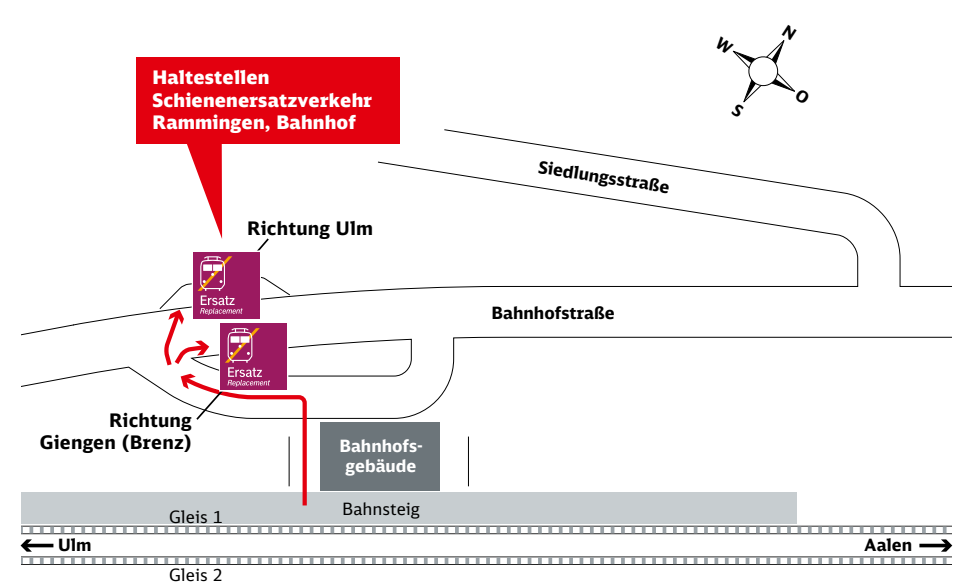 Haltestellen
Schienenersatzverkehr
Rammingen, Bahnhof
N
W
O
S
Siedlungsstraße
Richtung Ulm
Ersatz
Replacement
Bahnhofstraße
Ersatz
Replacement
Richtung
Giengen (Brenz)
Bahnhofs-
gebäude
Bahnsteig
Gleis 1
Ulm
Aalen
Gleis 2